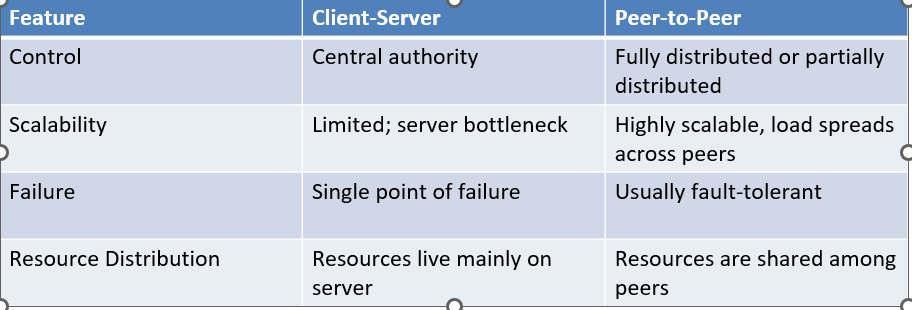 Feature Client-Server Peer-to-Peer
Control Central authority Fully distributed or partially
distributed
Scalability Limited; server bottleneck Highly scalable, load spreads
across peers
Failure Single point of failure Usually fault-tolerant
Resource Distribution Resources live mainly on Resources are shared among
server peers